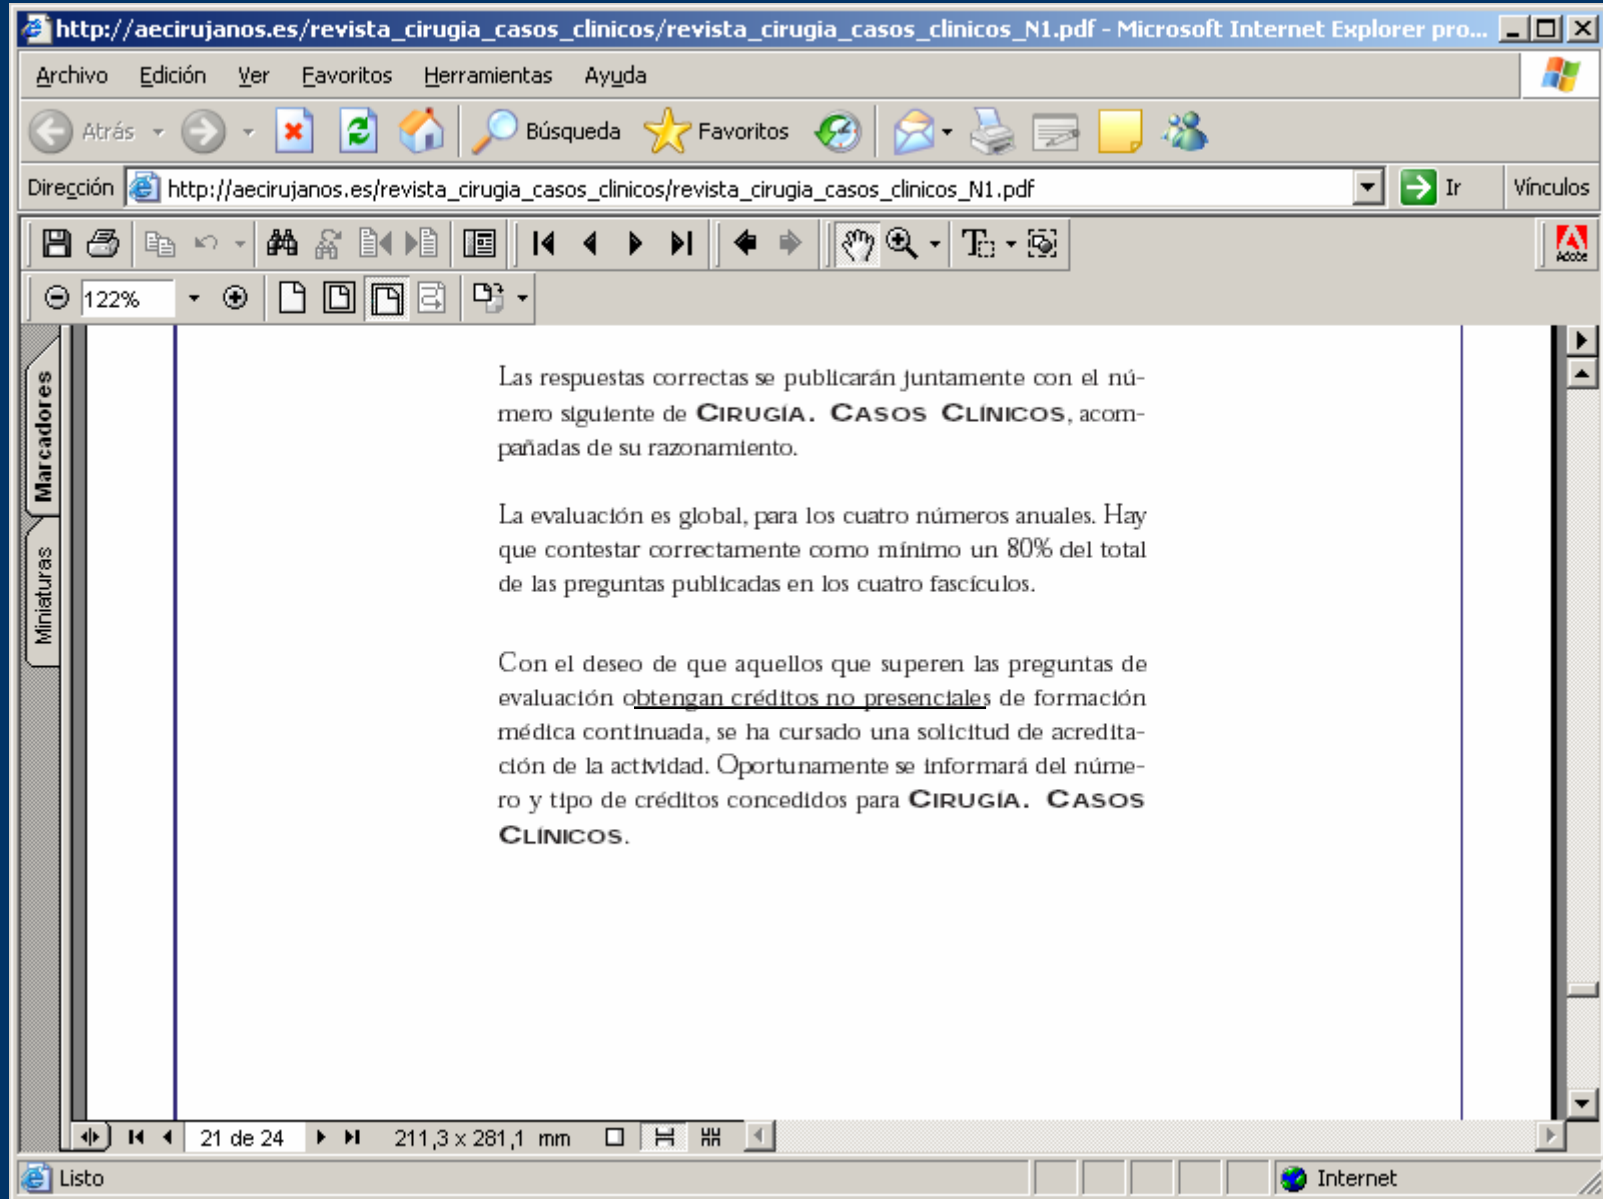 http://aecirujanos.es/revista_cirugia_casos_clinicos/revista_cirugia_casos_clinicos_N1.pdf - Microsoft Internet Explorer pro...
Archivo Edición Ver Favoritos Herramientas Ayuda
Atrás Búsqueda Favoritos
Dirección http://aecirujanos.es/revista_cirugia_casos_clinicos/revista_cirugia_casos_clinicos_N1.pdf Ir Vínculos
Adobe
122%
Marcadores
Miniaturas
Las respuestas correctas se publicarán juntamente con el nú-
mero siguiente de CIRUGÍA. CASOS CLÍNICOS, acom-
pañadas de su razonamiento.
La evaluación es global, para los cuatro números anuales. Hay
que contestar correctamente como mínimo un 80% del total
de las preguntas publicadas en los cuatro fascículos.
Con el deseo de que aquellos que superen las preguntas de
evaluación obtengan créditos no presenciales de formación
médica continuada, se ha cursado una solicitud de acredita-
ción de la actividad. Oportunamente se informará del núme-
ro y tipo de créditos concedidos para CIRUGÍA. CASOS
CLÍNICOS.
21 de 24 211,3 x 281,1 mm
Listo Internet